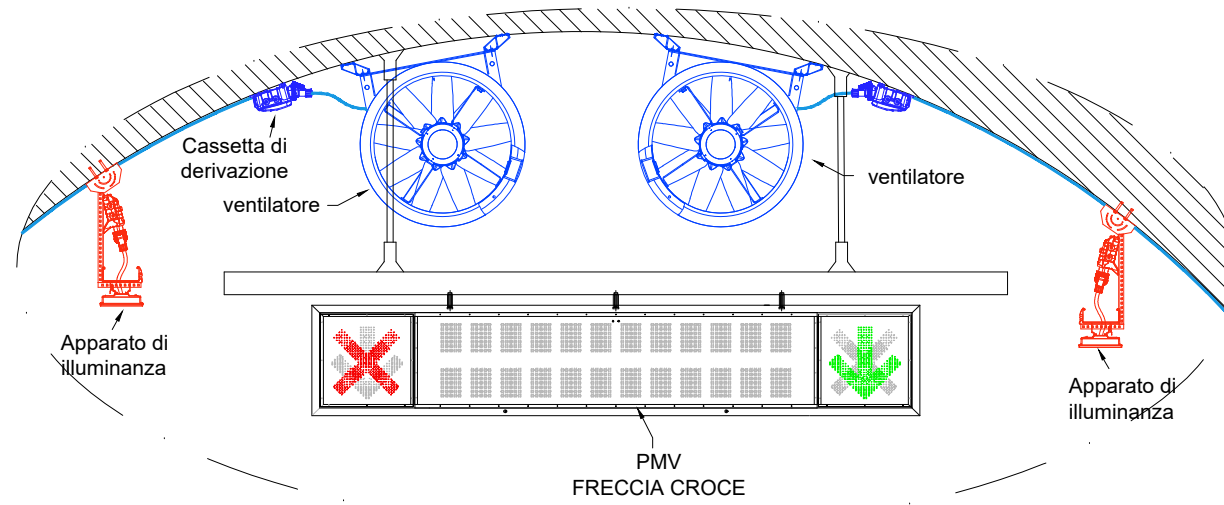 Cassetta di
derivazione
ventilatore
ventilatore
Apparato di
illuminanza
Apparato di
illuminanza
PMV
FRECCIA CROCE